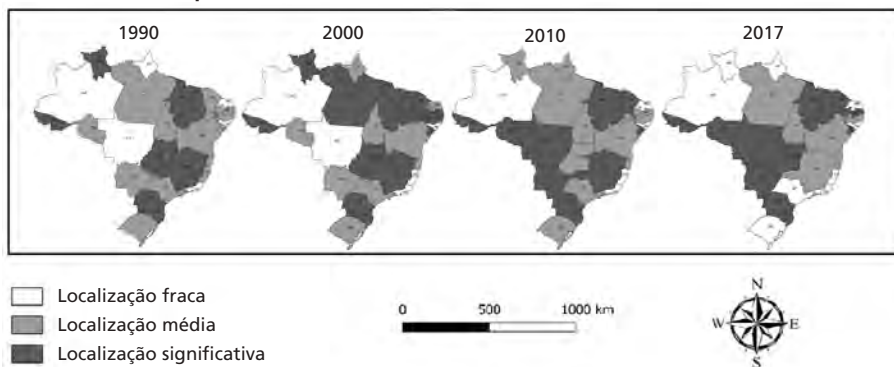 1990 2000 2010 2017
Localização fraca
Localização média
Localização significativa
0 500 1000 km
N
W E
S